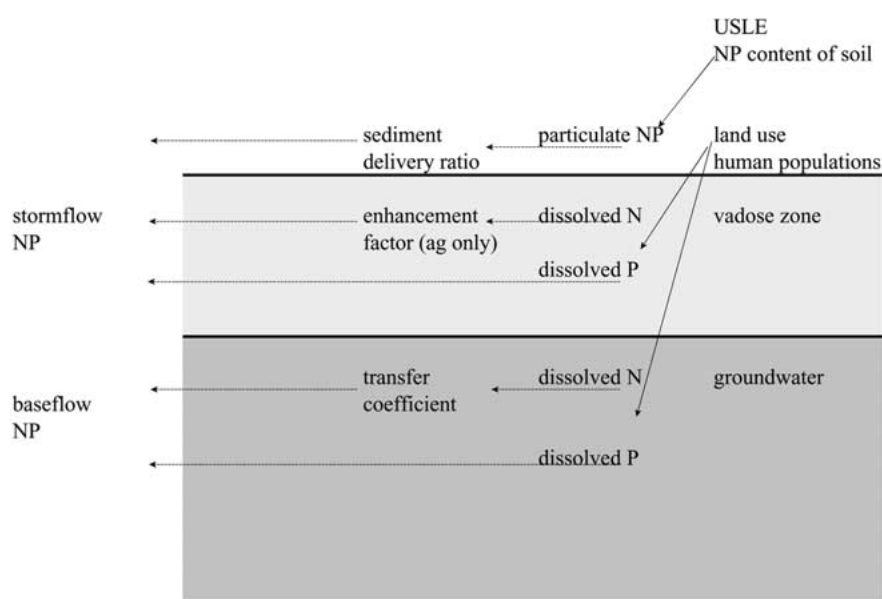 USLE
NP content of soil
sediment
delivery ratio
particulate NP
land use
human populations
stormflow
NP
enhancement
factor (ag only)
dissolved N
vadose zone
dissolved P
baseflow
NP
transfer
coefficient
dissolved N
groundwater
dissolved P